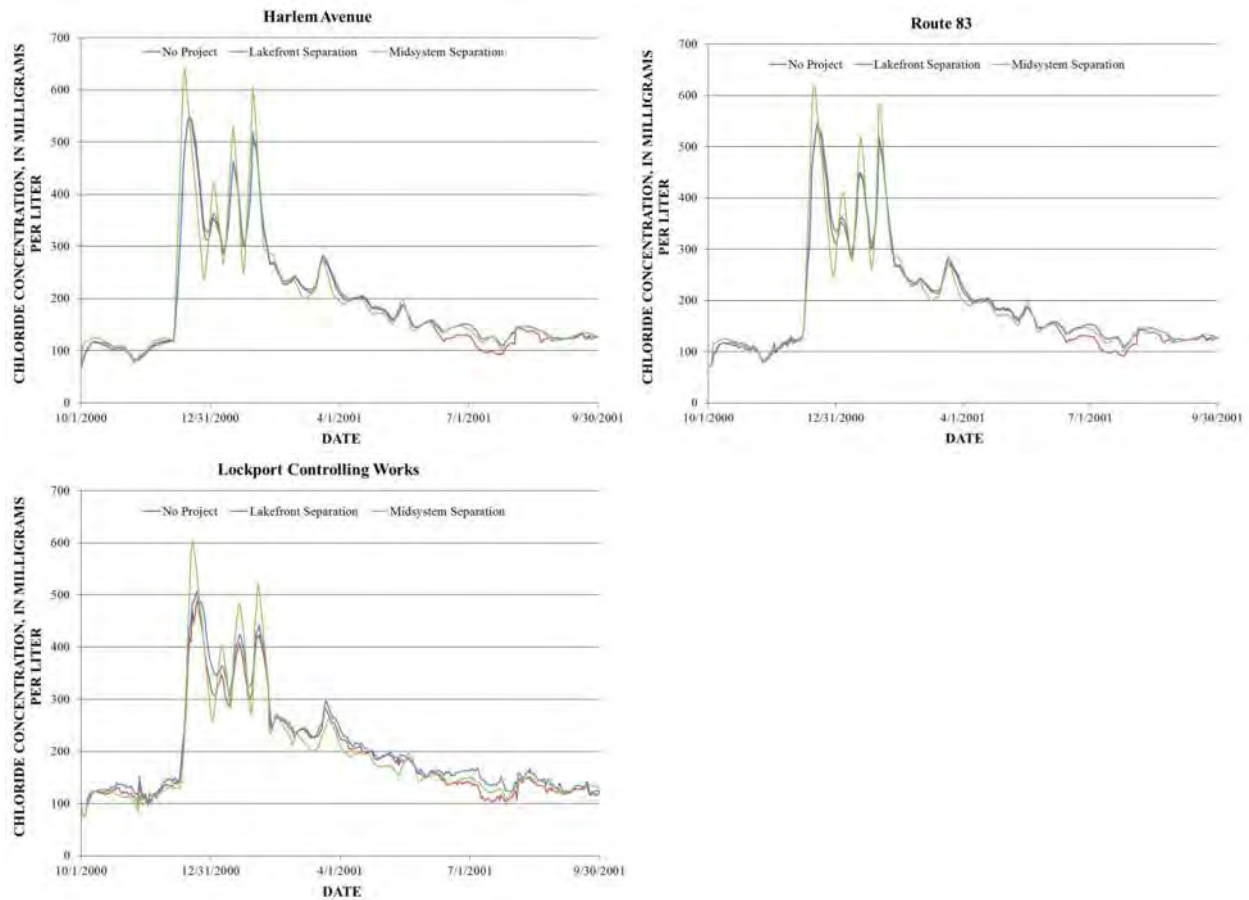 Harlem Avenue
700
600
500
400
300
200
100
0
CHLORIDE CONCENTRATION, IN MILLIGRAMS
PER LITER
No Project Lakefront Separation Midsystem Separation
10/1/2000 12/31/2000 4/1/2001 7/1/2001 9/30/2001
DATE
Route 83
700
600
500
400
300
200
100
0
CHLORIDE CONCENTRATION, IN MILLIGRAMS
PER LITER
No Project Lakefront Separation Midsystem Separation
10/1/2000 12/31/2000 4/1/2001 7/1/2001 9/30/2001
DATE
Lockport Controlling Works
700
600
500
400
300
200
100
0
CHLORIDE CONCENTRATION, IN MILLIGRAMS
PER LITER
No Project Lakefront Separation Midsystem Separation
10/1/2000 12/31/2000 4/1/2001 7/1/2001 9/30/2001
DATE